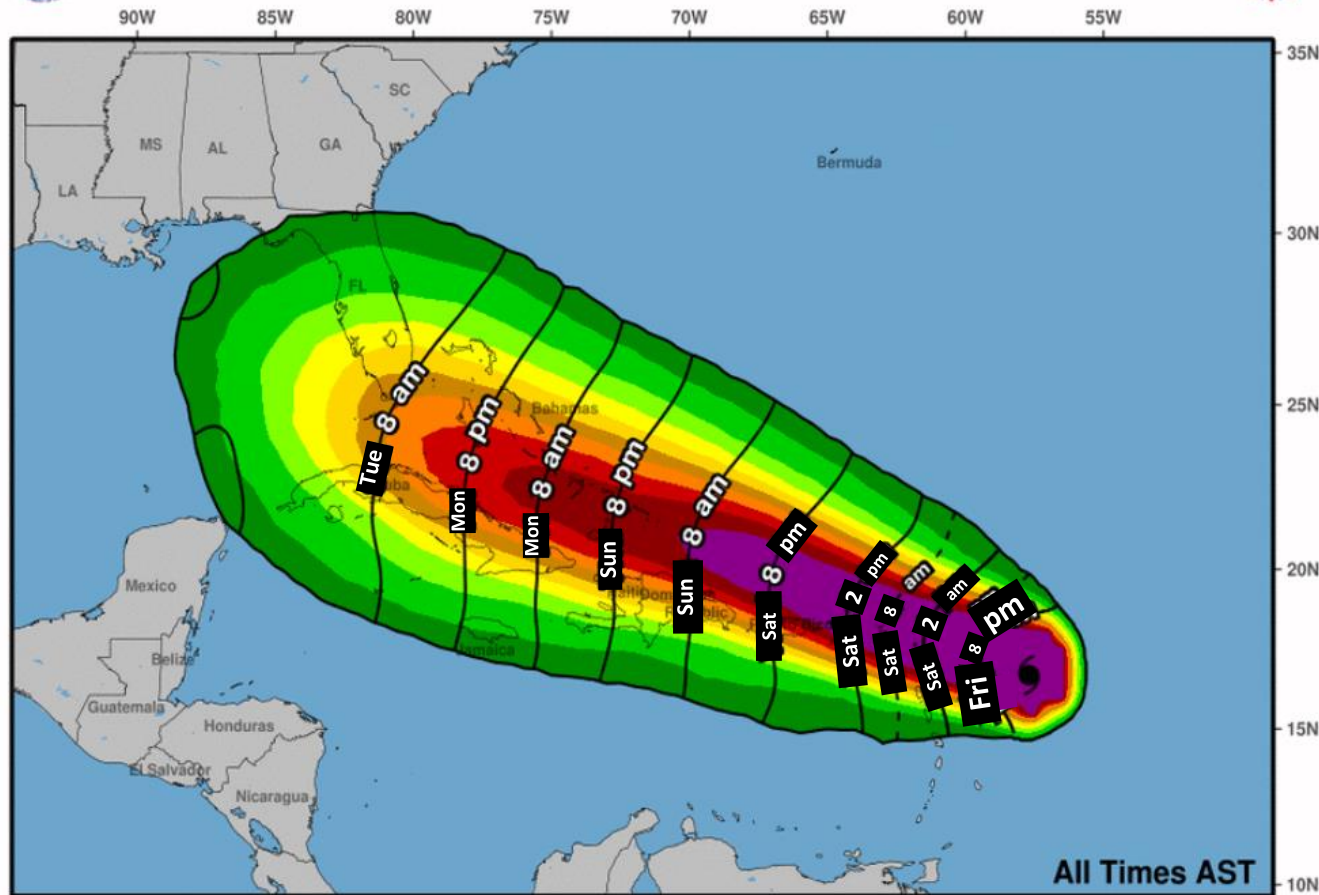 90W 85W 80W 75W 70W 65W 60W 55W
35N
SC
MS AL GA
Bermuda
LA
30N
FL
8 am
Tue
8 pm
Mon
Bahamas
25N
8 am
Mon
8 pm
Sun
8 am
Sun
8 pm
Sat
2 pm
Sat
8 am
Sat
2 am
Sat
8 pm
Fri
20N
Mexico
Jamaica
Belize
Guatemala
Honduras
15N
El Salvador
Nicaragua
All Times AST
10N